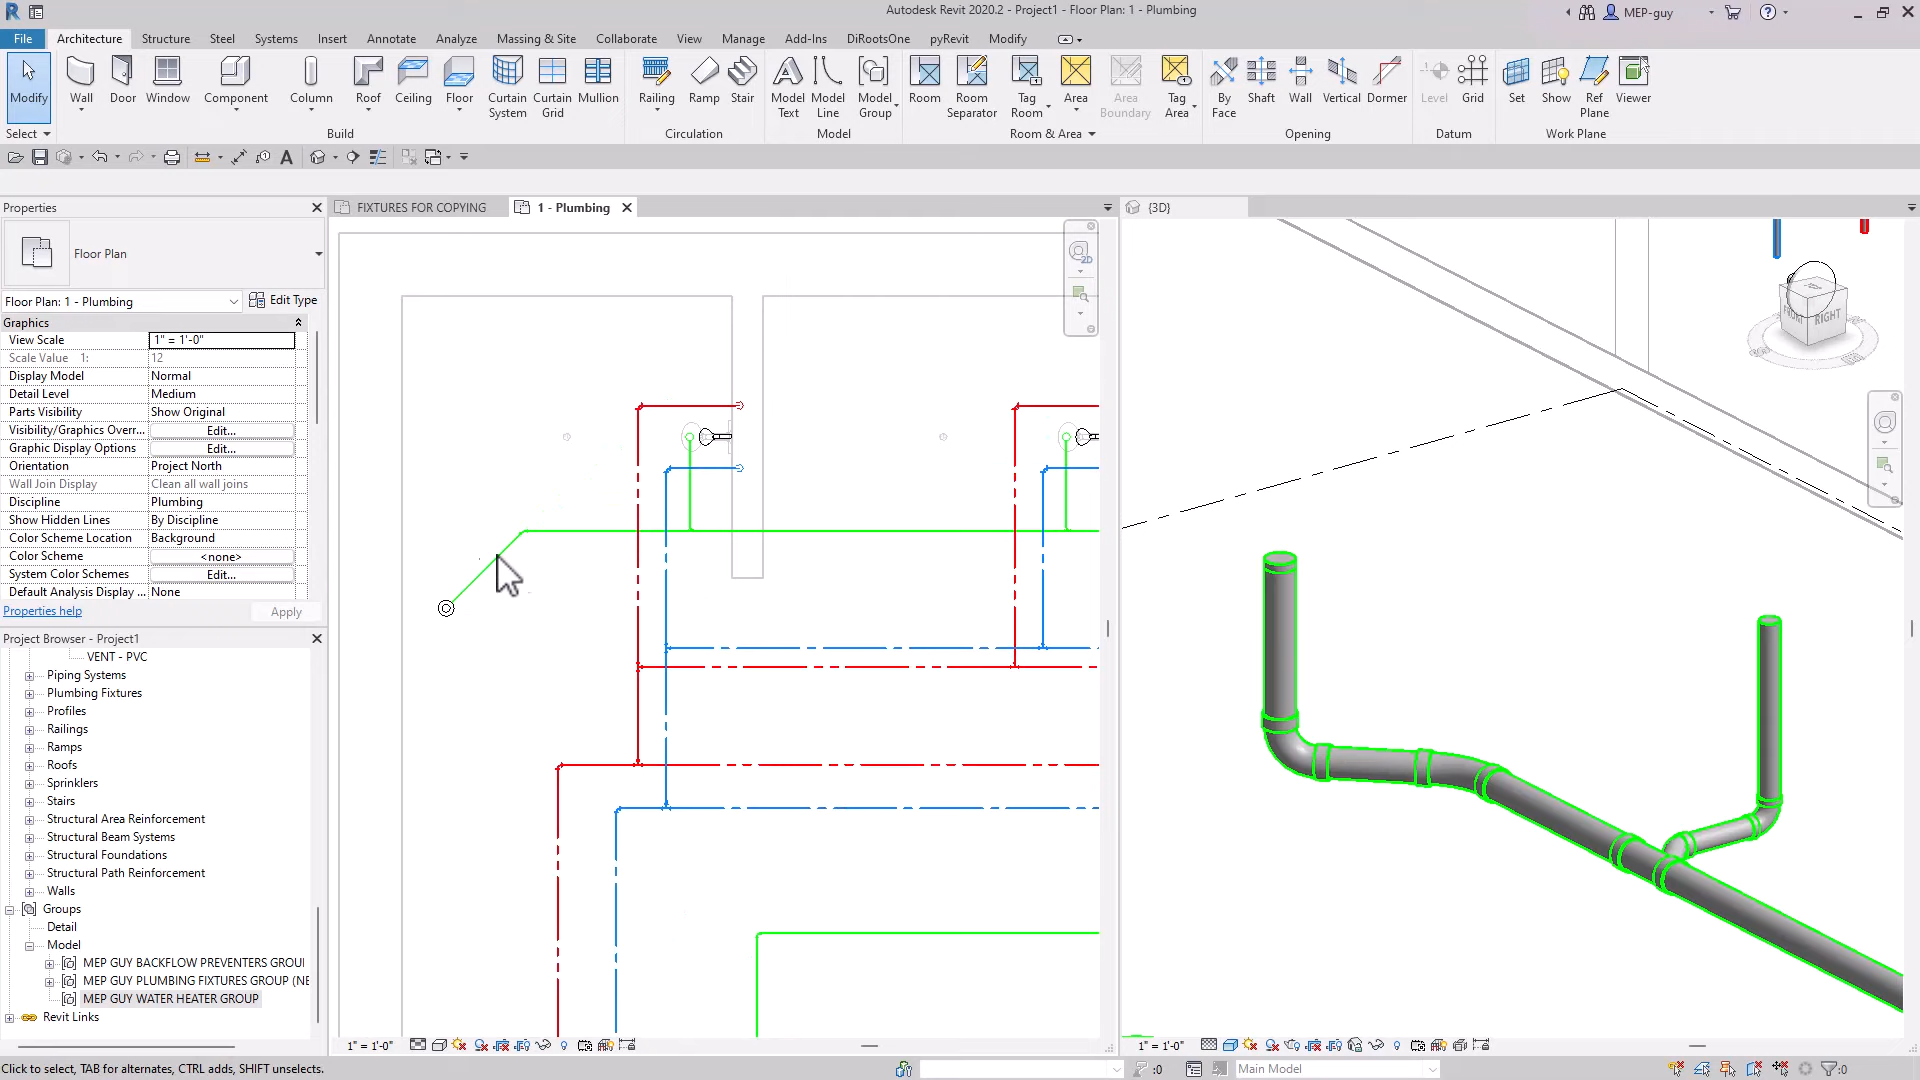 Autodesk Revit 2020.2 - Project1 - Floor Plan: 1 - Plumbing
MEP-guy
File Architecture Structure Steel Systems Insert Annotate Analyze Massing & Site Collaborate View Manage Add-Ins DiRootsOne pyRevit Modify
Modify Wall Door Window Component Column Roof Ceiling Floor Curtain System Curtain Grid Mullion Railing Ramp Stair Model Text Model Line Model Group Room Room Separator Tag Room Area Area Boundary Tag Area By Face Shaft Wall Vertical Dormer Level Grid Set Show Ref Plane Viewer
Select Build Circulation Model Room & Area Opening Datum Work Plane
Properties
FIXTURES FOR COPYING
1 - Plumbing
{3D}
Floor Plan
Floor Plan: 1 - Plumbing Edit Type
Graphics
View Scale 1" = 1'-0"
Scale Value 1: 12
Display Model Normal
Detail Level Medium
Parts Visibility Show Original
Visibility/Graphics Overr... Edit...
Graphic Display Options Edit...
Orientation Project North
Wall Join Display Clean all wall joins
Discipline Plumbing
Show Hidden Lines By Discipline
Color Scheme Location Background
Color Scheme <none>
System Color Schemes Edit...
Default Analysis Display ... None
Properties help Apply
Project Browser - Project1
VENT - PVC
Piping Systems
Plumbing Fixtures
Profiles
Railings
Ramps
Roofs
Sprinklers
Stairs
Structural Area Reinforcement
Structural Beam Systems
Structural Foundations
Structural Path Reinforcement
Walls
Groups
Detail
Model
MEP GUY BACKFLOW PREVENTERS GROUI
MEP GUY PLUMBING FIXTURES GROUP (NE
MEP GUY WATER HEATER GROUP
Revit Links
2D
FRONT RIGHT
1" = 1'-0"
1" = 1'-0"
Click to select, TAB for alternates, CTRL adds, SHIFT unselects.
:0
Main Model
:0